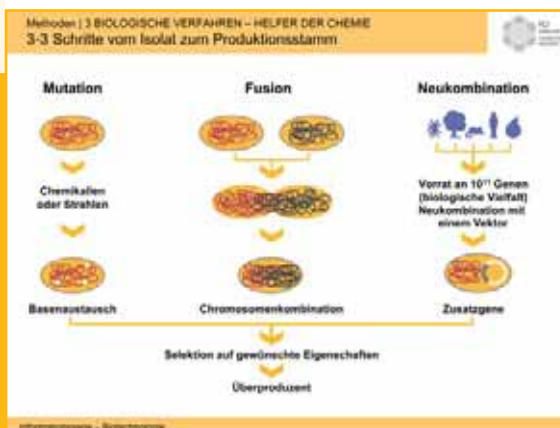 Methoden | 3 BIOLOGISCHE VERFAHREN – HELFER DER CHEMIE
3-3 Schritte vom Isolat zum Produktionsstamm
Mutation
Fusion
Neukombination
Chemikalien
oder Strahlen
Vorrat an 10¹¹ Genen
(biologische Vielfalt)
Neukombination mit
einem Vektor
Basenaustausch
Chromosomenkombination
Zusatzgene
Selektion auf gewünschte Eigenschaften
Überproduzent
Informationsserie – Biotechnologie